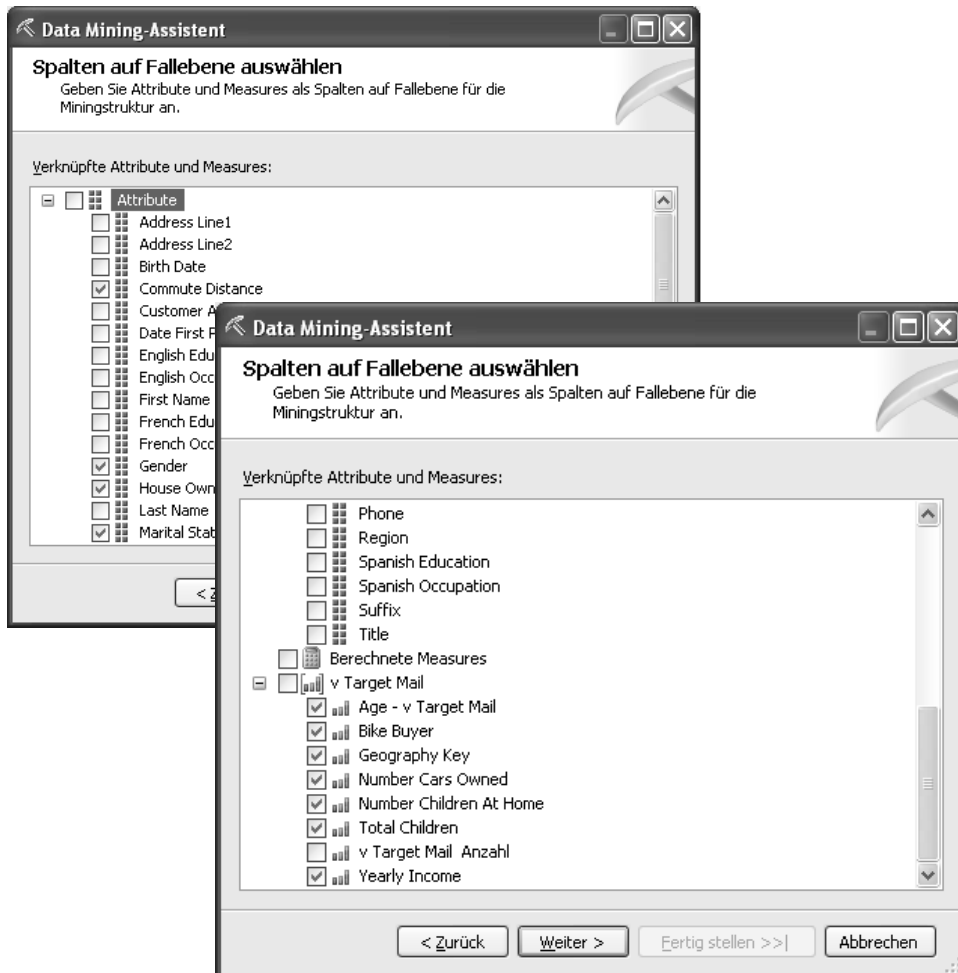 Data Mining-Assistent
Spalten auf Fallebene auswählen
Geben Sie Attribute und Measures als Spalten auf Fallebene für die
Miningstruktur an.
Verknüpfte Attribute und Measures:
Attribute
Address Line1
Address Line2
Birth Date
Commute Distance
Customer A
Date First P
English Edu
English Occ
First Name
French Edu
French Occ
Gender
House Own
Last Name
Marital Stat
< Z
Data Mining-Assistent
Spalten auf Fallebene auswählen
Geben Sie Attribute und Measures als Spalten auf Fallebene für die
Miningstruktur an.
Verknüpfte Attribute und Measures:
Phone
Region
Spanish Education
Spanish Occupation
Suffix
Title
Berechnete Measures
v Target Mail
Age - v Target Mail
Bike Buyer
Geography Key
Number Cars Owned
Number Children At Home
Total Children
v Target Mail Anzahl
Yearly Income
< Zurück Weiter > Fertig stellen >>| Abbrechen